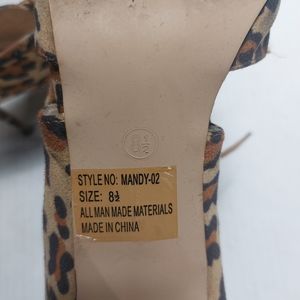 8½
STYLE NO: MANDY-02
SIZE: 8½
ALL MAN MADE MATERIALS
MADE IN CHINA